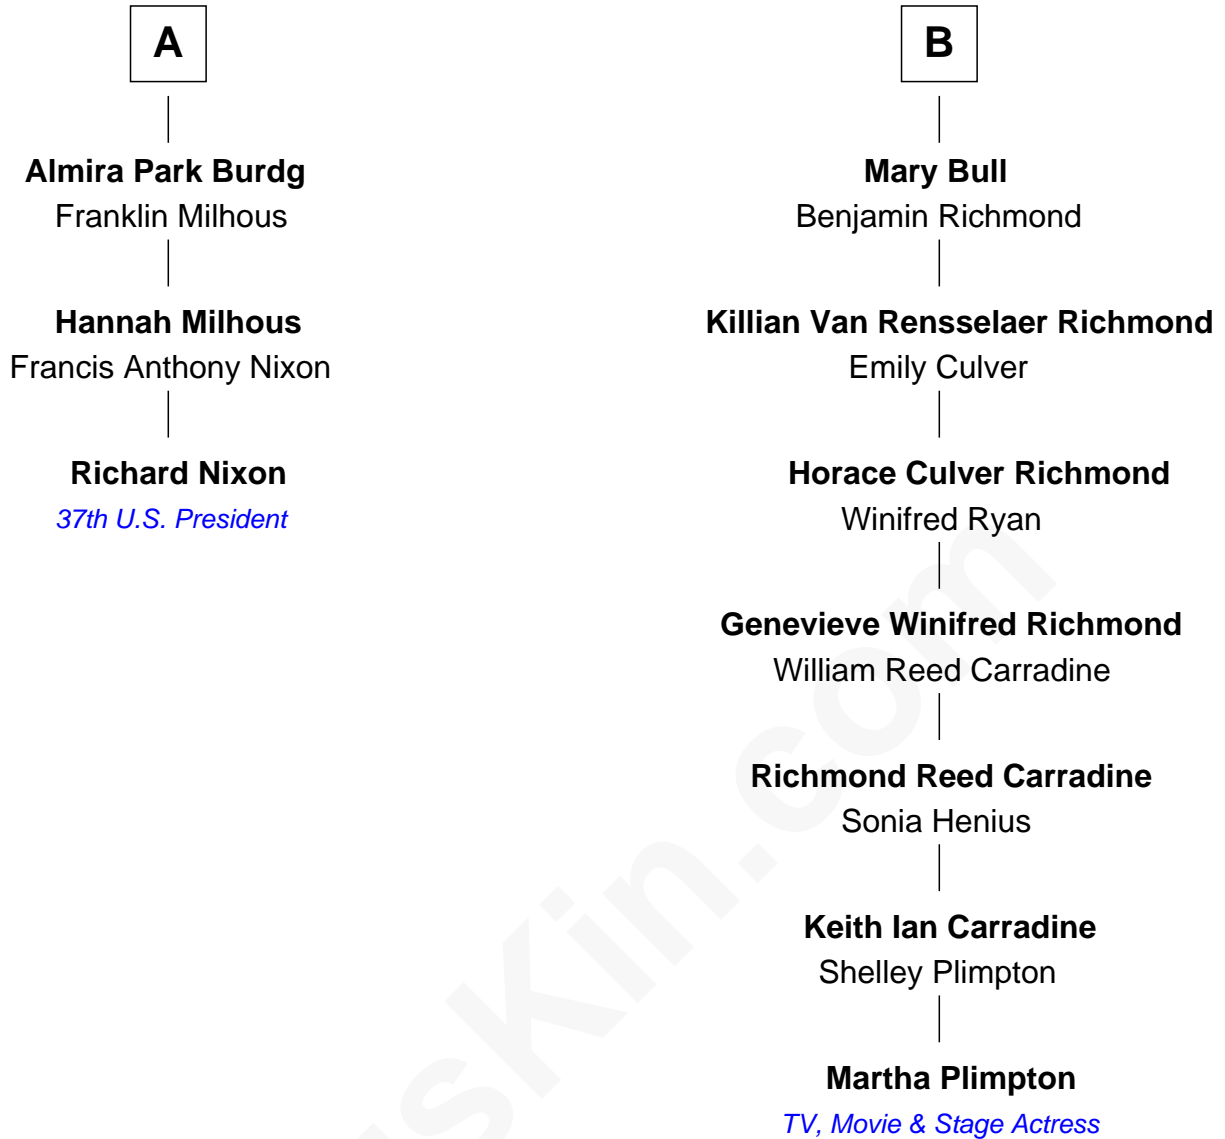 A
Almira Park Burdg
Franklin Milhous
Hannah Milhous
Francis Anthony Nixon
Richard Nixon
37th U.S. President
B
Mary Bull
Benjamin Richmond
Killian Van Rensselaer Richmond
Emily Culver
Horace Culver Richmond
Winifred Ryan
Genevieve Winifred Richmond
William Reed Carradine
Richmond Reed Carradine
Sonia Henius
Keith Ian Carradine
Shelley Plimpton
Martha Plimpton
TV, Movie & Stage Actress
sKin.com